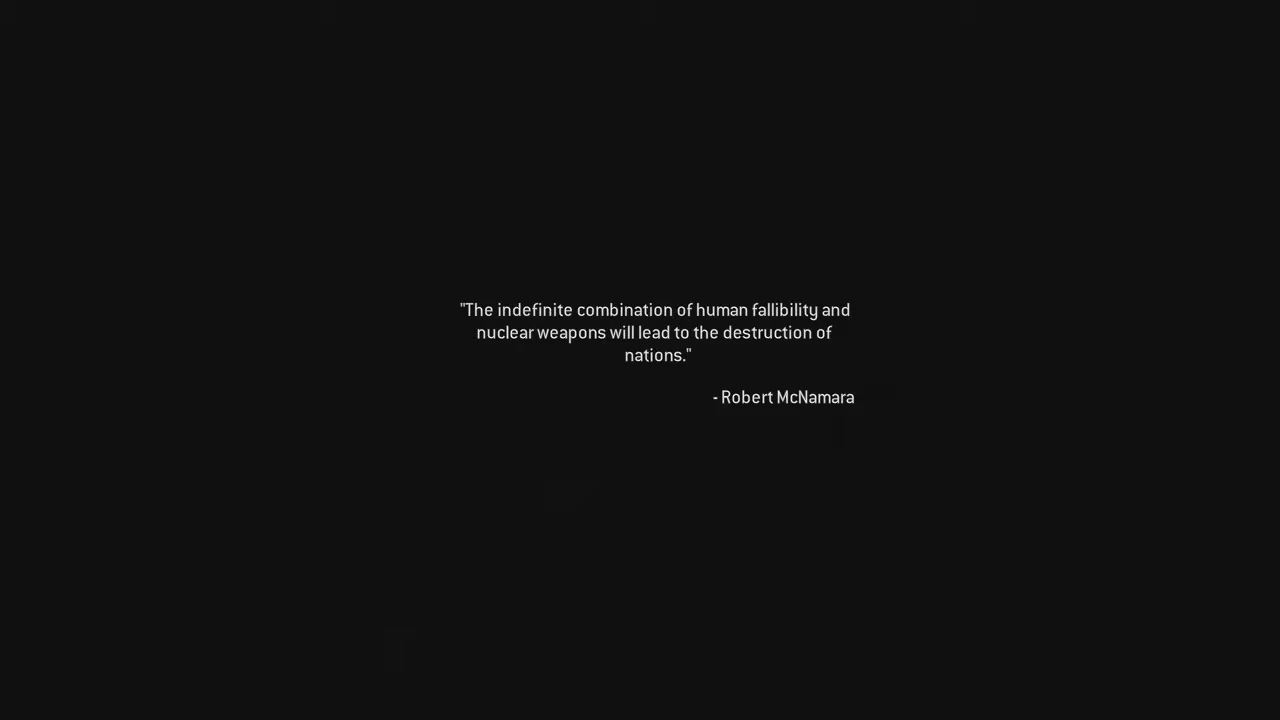 "The indefinite combination of human fallibility and
nuclear weapons will lead to the destruction of
nations."
- Robert McNamara